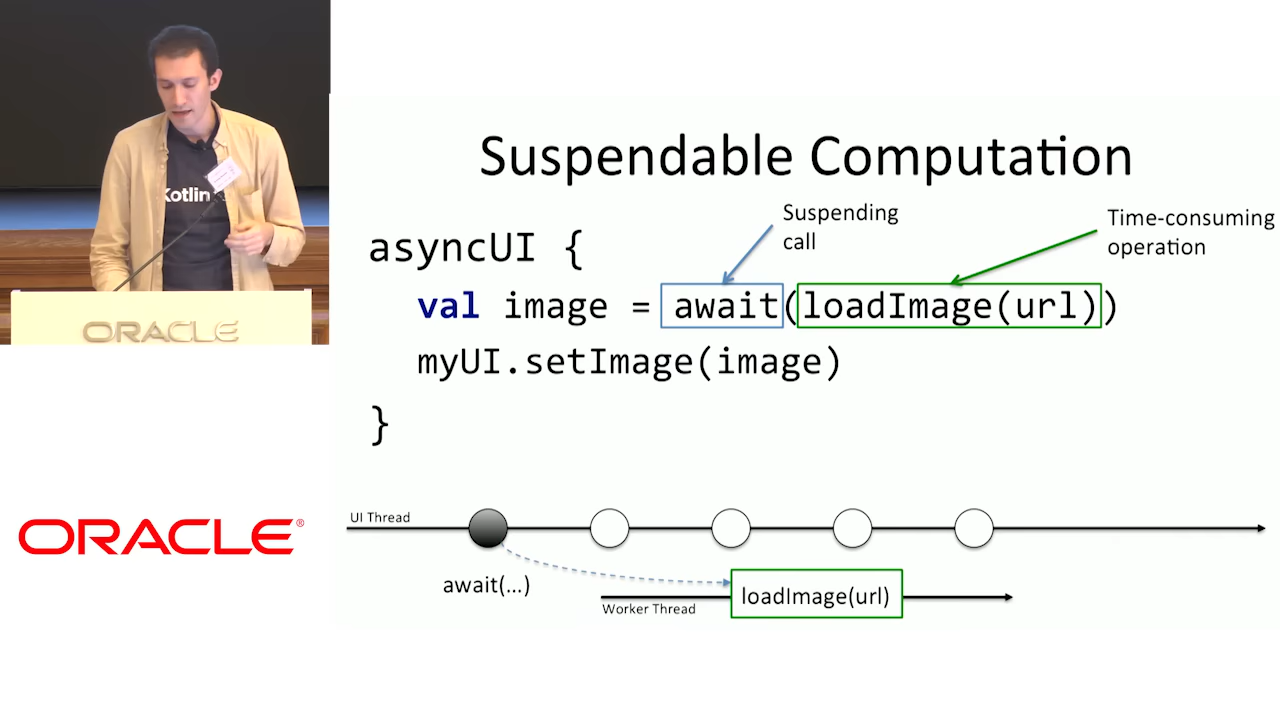 Suspendable Computation
Suspending
call
Time-consuming
operation
asyncUI {
val image = await(loadImage(url))
myUI.setImage(image)
}
UI Thread
await(...)
loadImage(url)
Worker Thread
Kotlin
ORACLE
ORACLE®